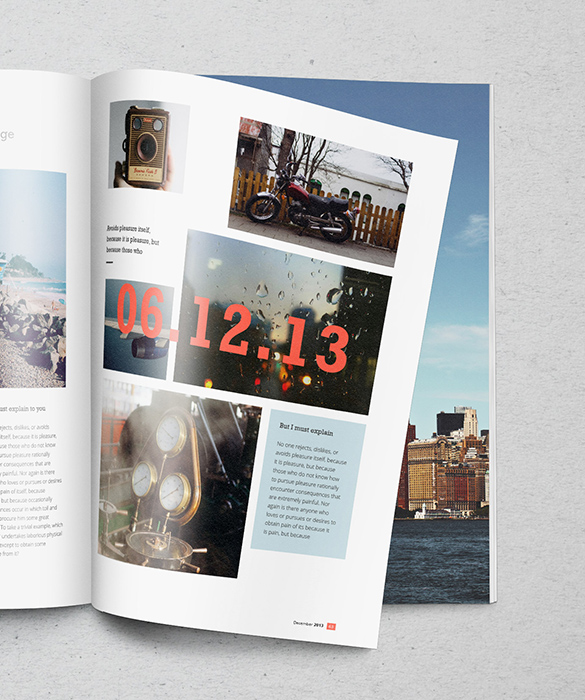 ge
ust explain to you
rejects, dislikes, or avoids
itself, because it is pleasure,
use those who do not know
pursue pleasure rationally
r consequences that are
painful. Nor again is there
ho loves or pursues or desires
pain of itself, because
but because occasionally
nces occur in which toil and
procure him some great
To take a trivial example, which
undertakes laborious physical
xcept to obtain some
from it?
Avoids pleasure itself,
because it is pleasure, but
because those who
06.12.13
But I must explain
No one rejects, dislikes, or
avoids pleasure itself, because
it is pleasure, but because
those who do not know how
to pursue pleasure rationally
encounter consequences that
are extremely painful. Nor
again is there anyone who
loves or pursues or desires to
obtain pain of its because it
is pain, but because
December 2013